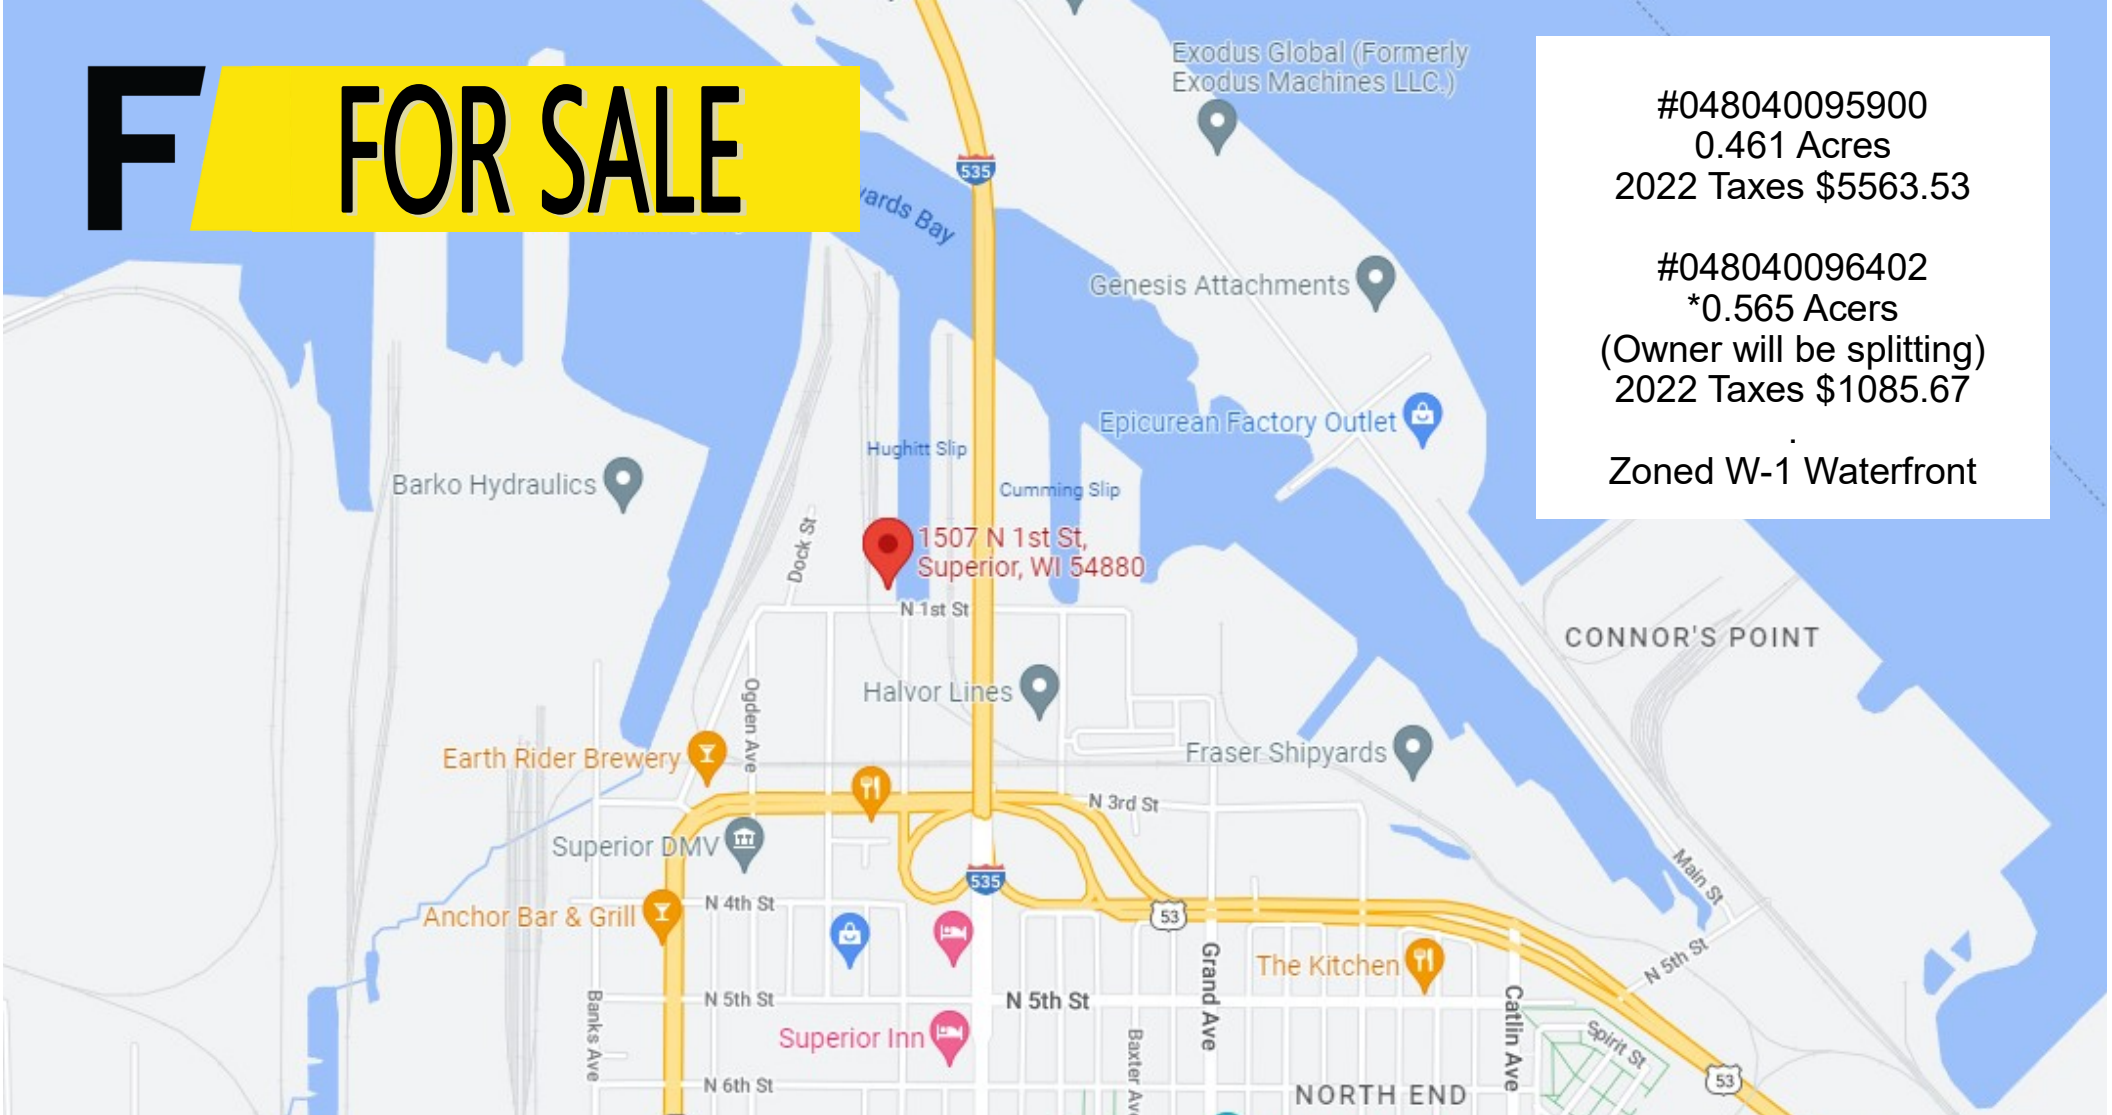 F
FOR SALE
#048040095900
0.461 Acres
2022 Taxes $5563.53
#048040096402
*0.565 Acers
(Owner will be splitting)
2022 Taxes $1085.67
.
Zoned W-1 Waterfront
Exodus Global (Formerly
Exodus Machines LLC.)
535
wards Bay
Genesis Attachments
Epicurean Factory Outlet
Hughitt Slip
Barko Hydraulics
Cumming Slip
Dock St
1507 N 1st St,
Superior, WI 54880
N 1st St
CONNOR'S POINT
Halvor Lines
Ogden Ave
Earth Rider Brewery
Fraser Shipyards
N 3rd St
Superior DMV
535
Main St
N 4th St
Anchor Bar & Grill
53
Grand Ave
The Kitchen
N 5th St
Banks Ave
N 5th St
N 5th St
Catlin Ave
Superior Inn
Baxter Av
Spirit St
N 6th St
53
NORTH END